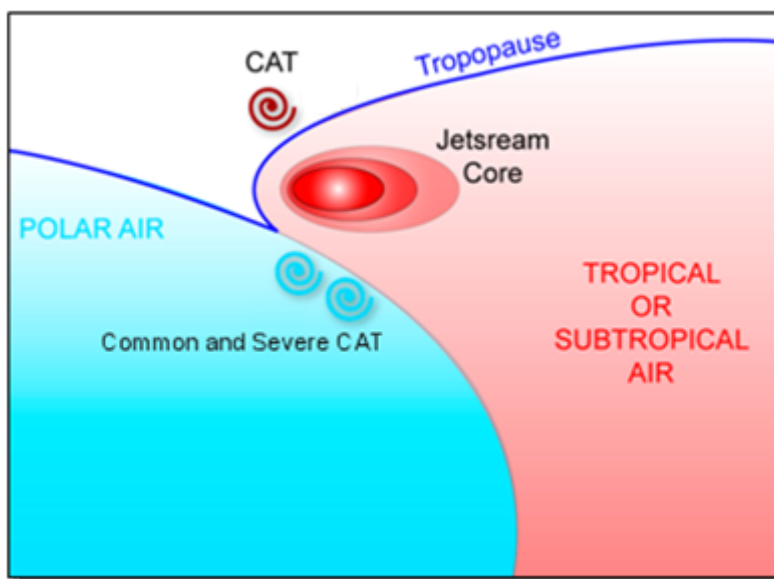 CAT
Tropopause
Jetsream
Core
POLAR AIR
TROPICAL
OR
SUBTROPICAL
AIR
Common and Severe CAT